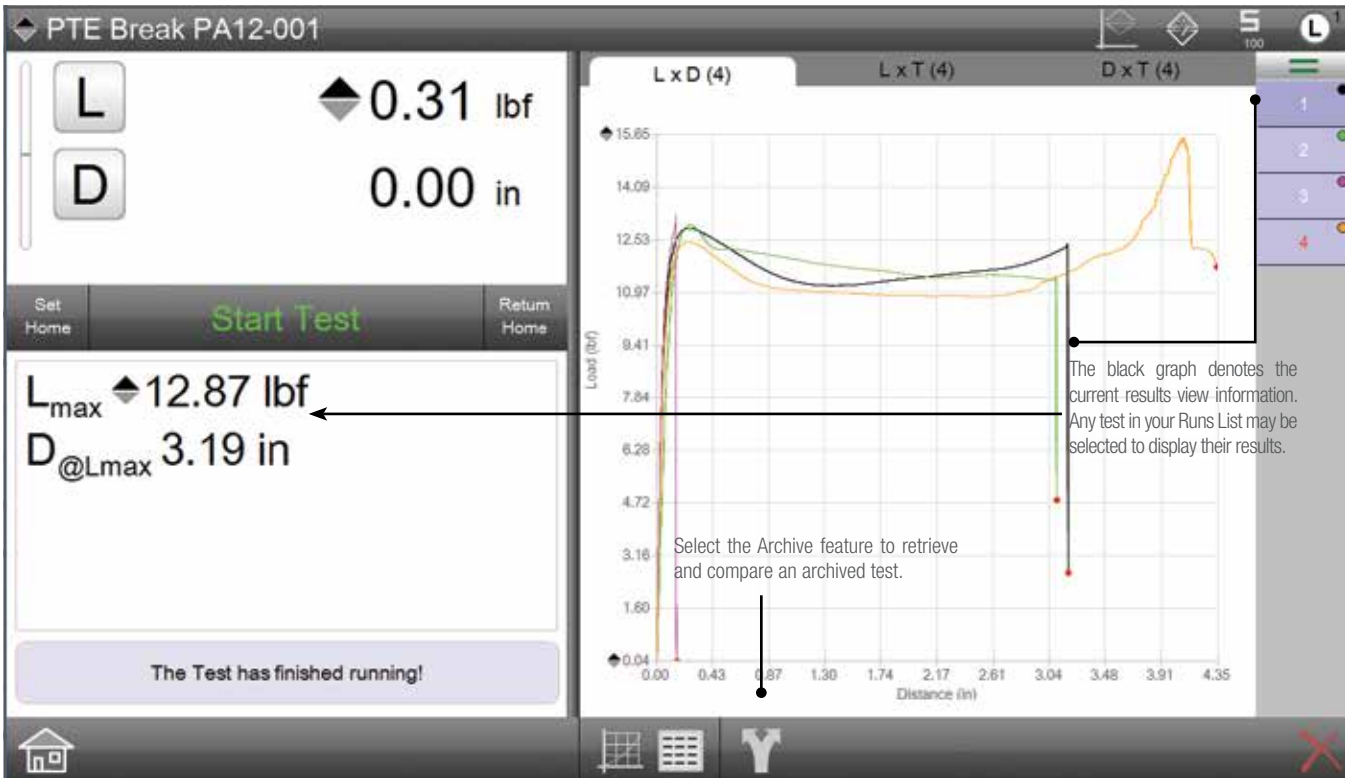 PTE Break PA12-001
S
100
L
1
L
0.31 lbf
D
0.00 in
Set
Home
Start Test
Return
Home
Lmax 12.87 lbf
D@Lmax 3.19 in
The Test has finished running!
L x D (4)
L x T (4)
D x T (4)
1
2
3
4
15.65
14.09
12.53
10.97
9.41
7.84
6.28
4.72
3.16
1.60
0.04
Load (lbf)
0.00 0.43 0.87 1.30 1.74 2.17 2.61 3.04 3.48 3.91 4.35
Distance (in)
The black graph denotes the
current results view information.
Any test in your Runs List may be
selected to display their results.
Select the Archive feature to retrieve
and compare an archived test.